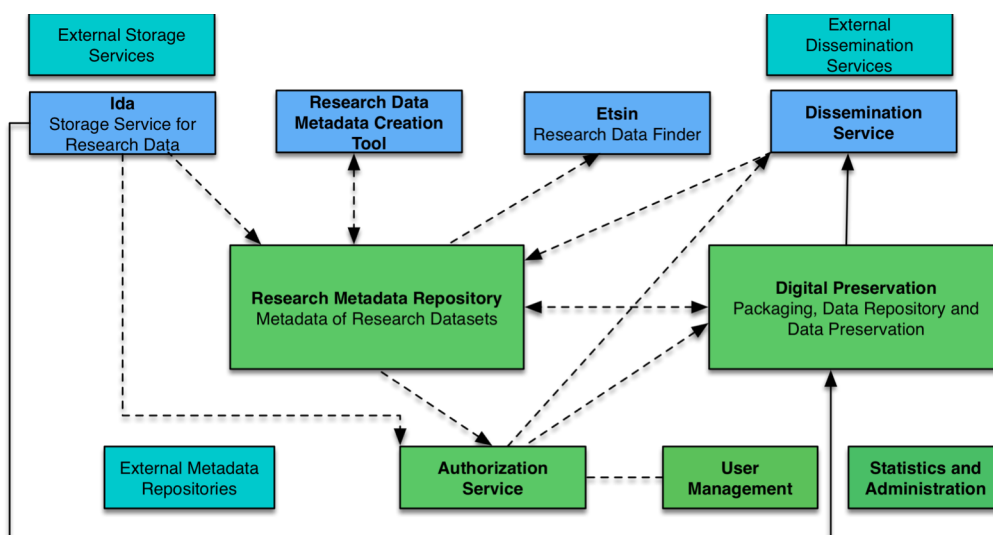 External Storage
Services
External
Dissemination
Services
Ida
Storage Service for
Research Data
Research Data
Metadata Creation
Tool
Etsin
Research Data Finder
Dissemination
Service
Research Metadata Repository
Metadata of Research Datasets
Digital Preservation
Packaging, Data Repository and
Data Preservation
External Metadata
Repositories
Authorization
Service
User
Management
Statistics and
Administration